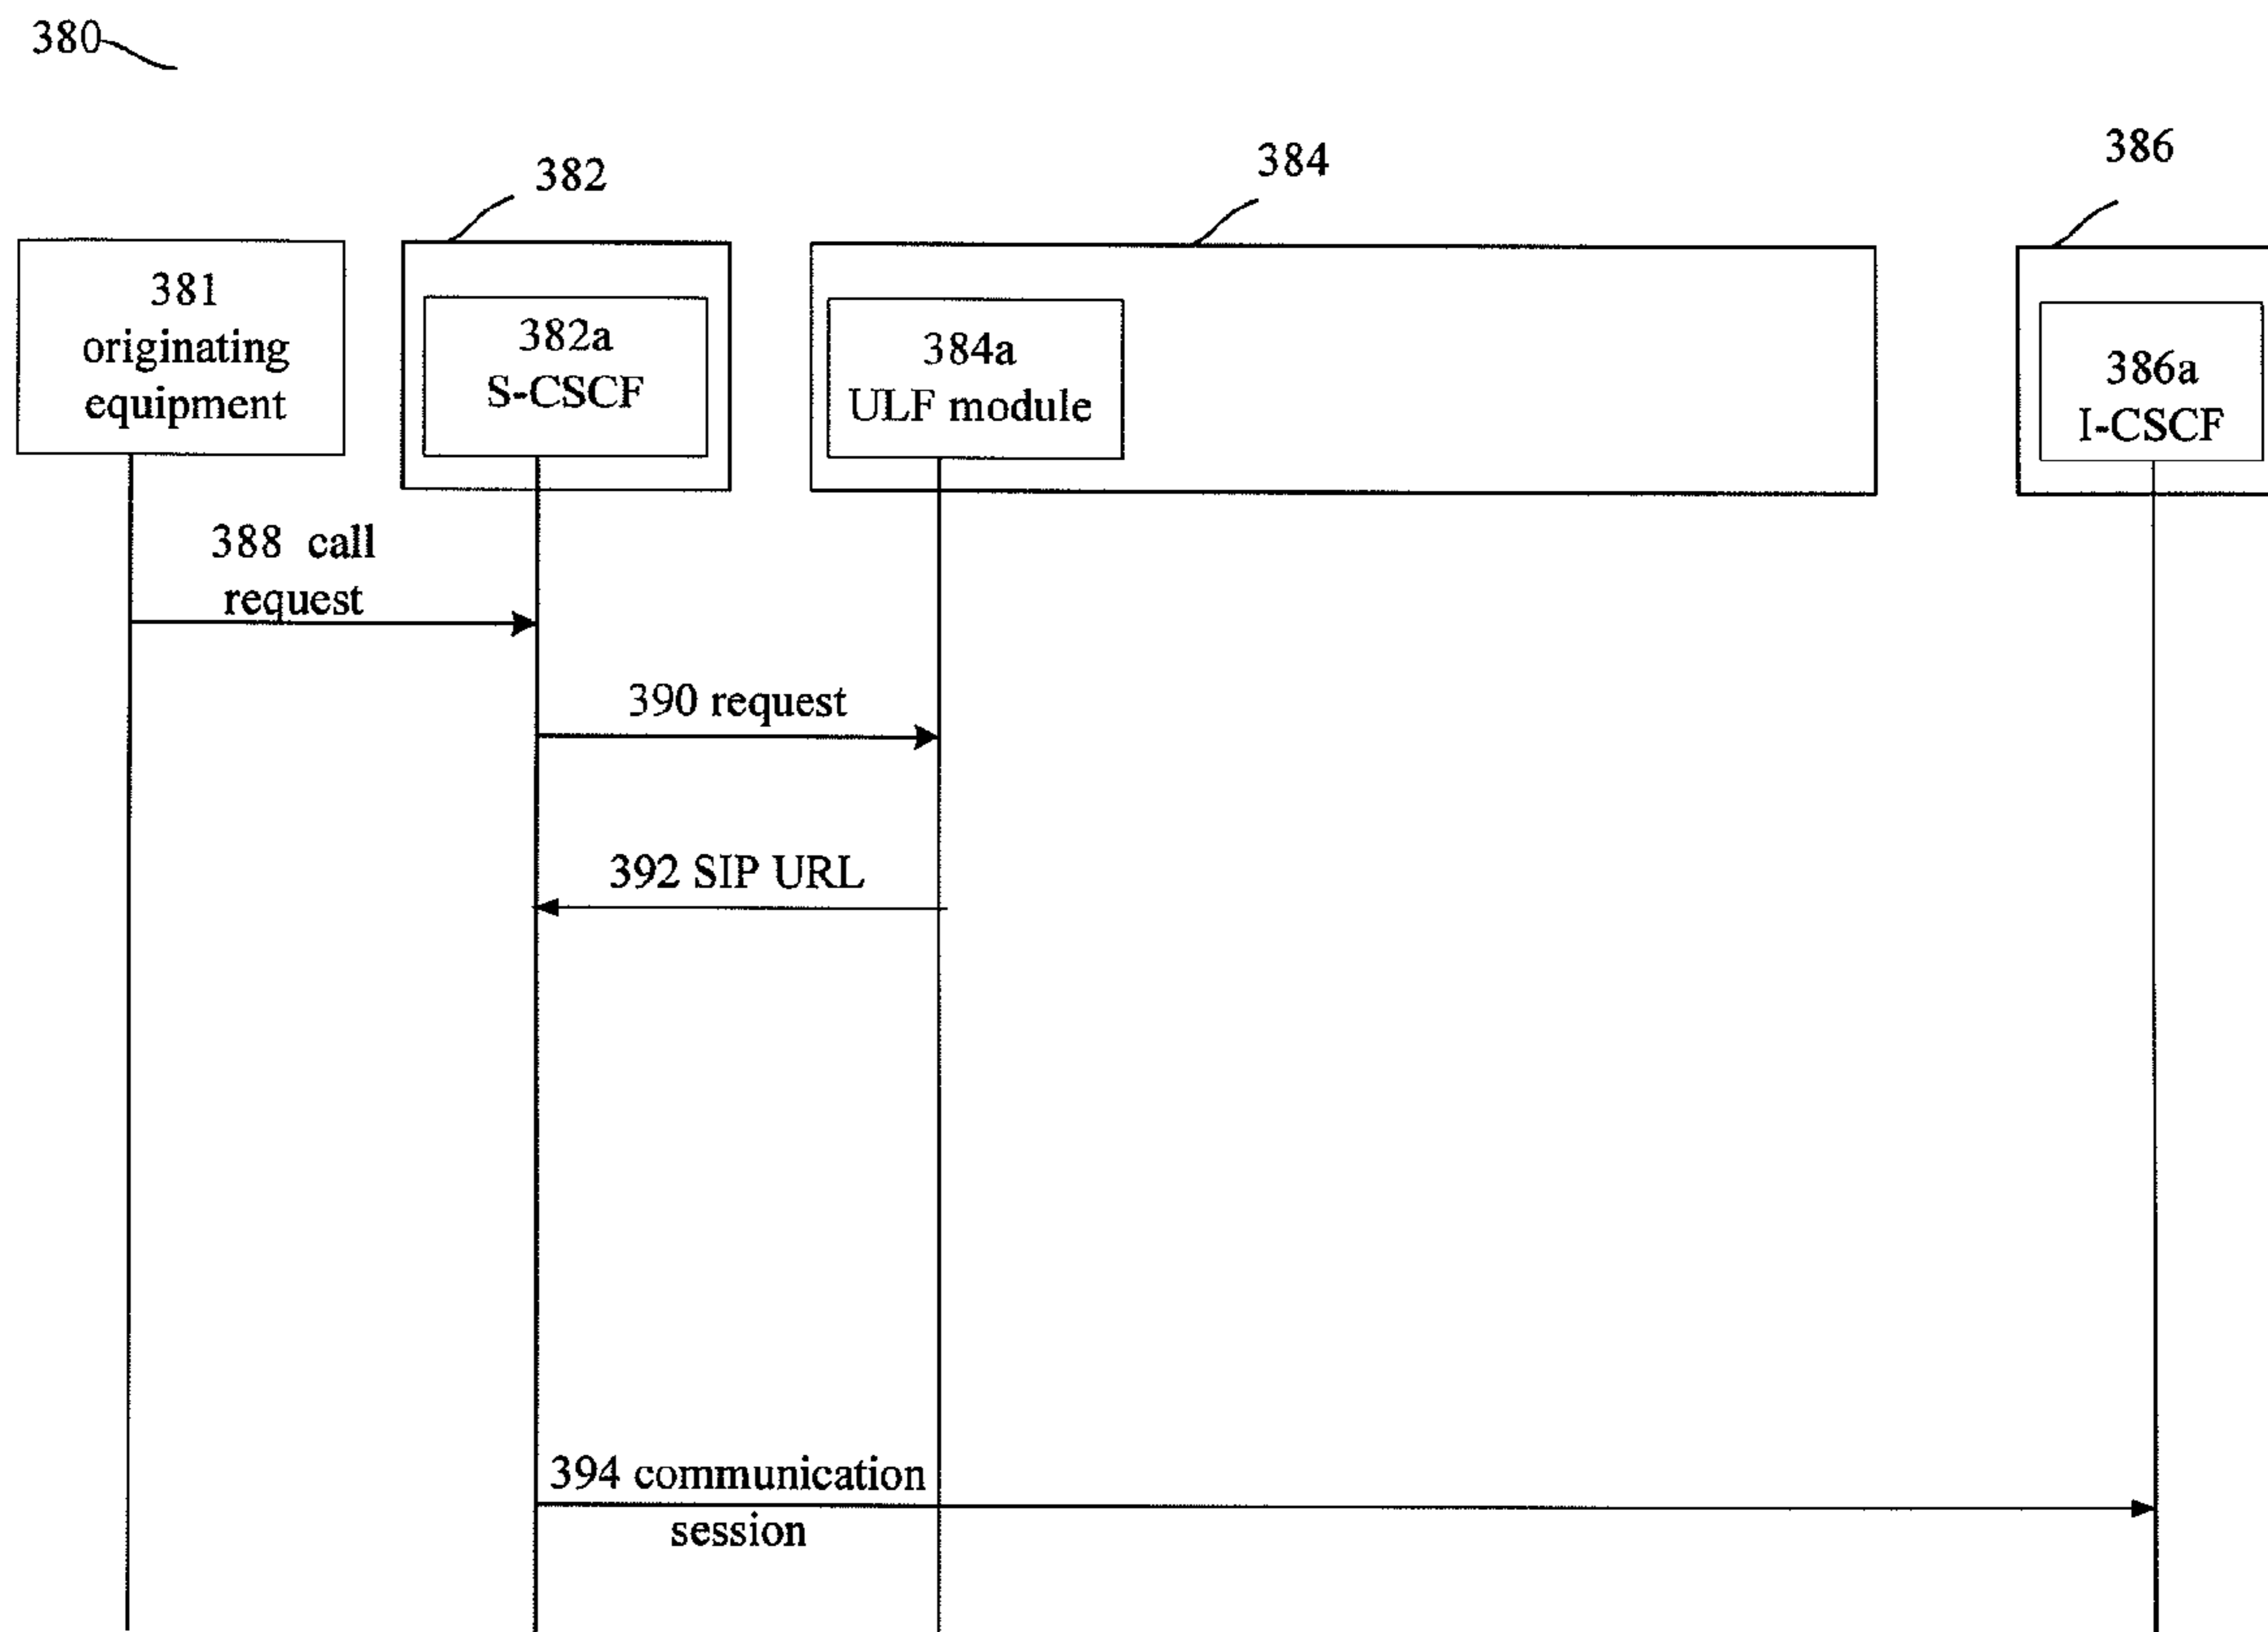 380
382
384
386
381
originating
equipment
382a
S-CSCF
384a
ULF module
386a
I-CSCF
388 call
request
390 request
392 SIP URL
394 communication
session